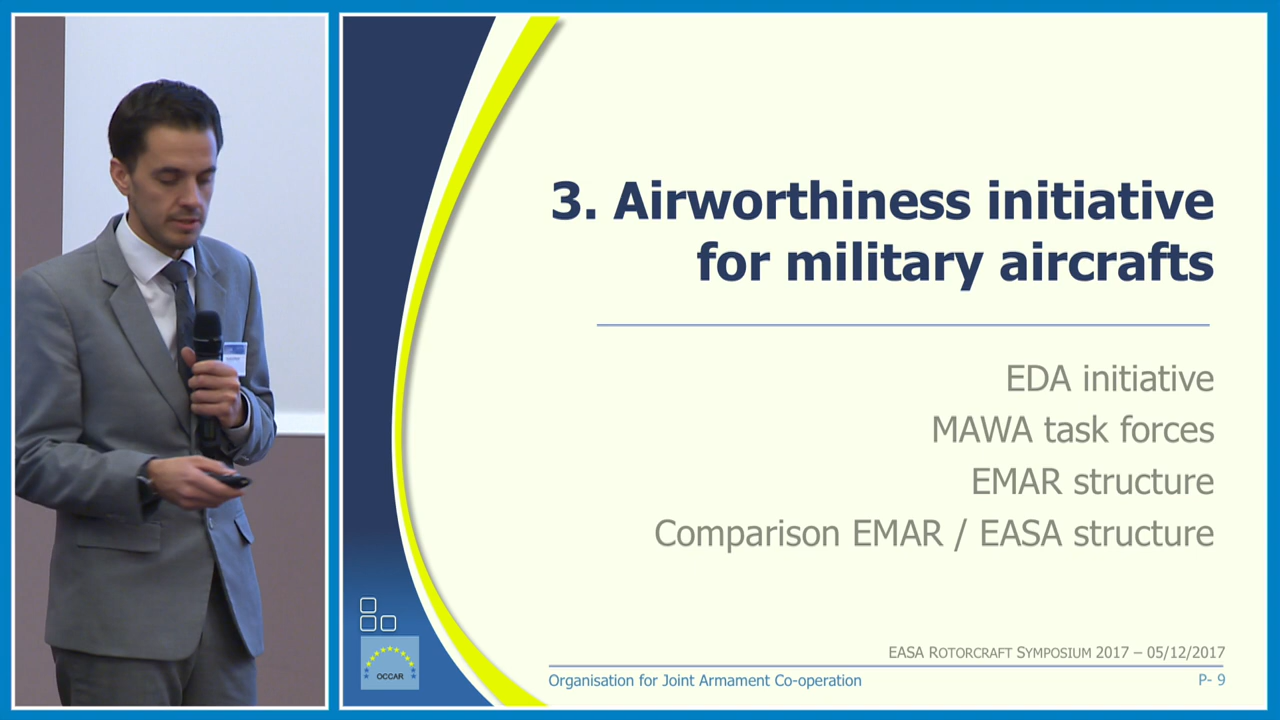 3. Airworthiness initiative
for military aircrafts
EDA initiative
MAWA task forces
EMAR structure
Comparison EMAR / EASA structure
EASA ROTORCRAFT SYMPOSIUM 2017 – 05/12/2017
OCCAR
Organisation for Joint Armament Co-operation
P- 9